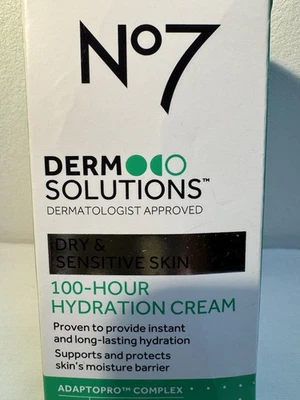 No7
DERM
SOLUTIONS™
DERMATOLOGIST APPROVED
DRY &
SENSITIVE SKIN
100-HOUR
HYDRATION CREAM
Proven to provide instant
and long-lasting hydration
Supports and protects
skin's moisture barrier
ADAPTOPRO™ COMPLEX